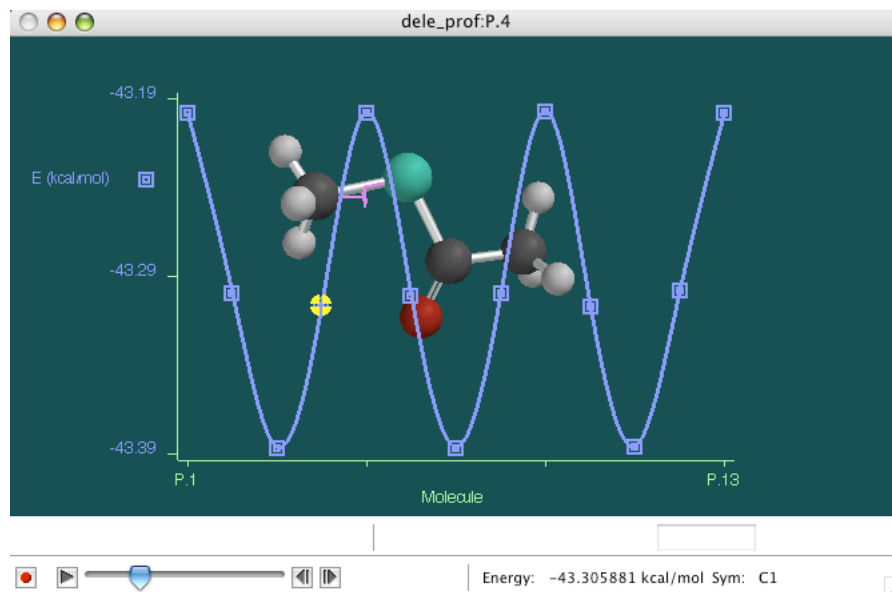 dele_prof:P.4
-43.19
E (kcal/mol)
-43.29
-43.39
P.1
P.13
Molecule
Energy: -43.305881 kcal/mol Sym: C1